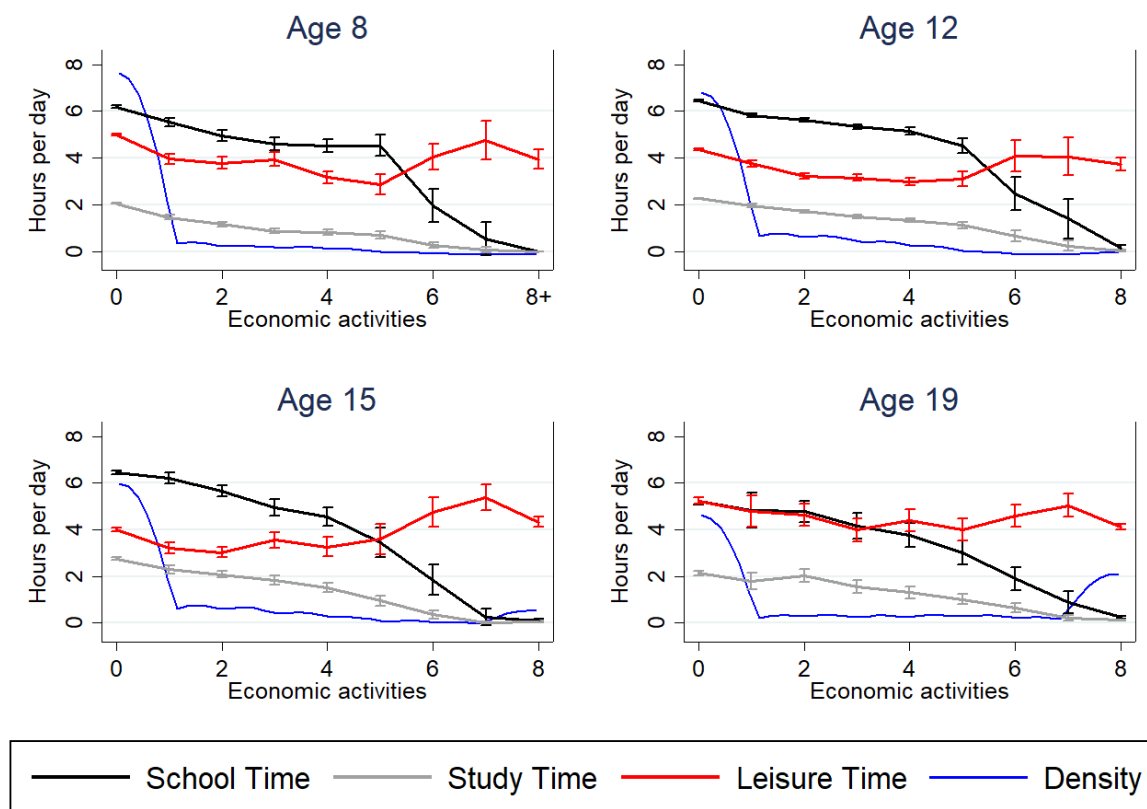 Age 8
Age 12
Hours per day
8
6
4
2
0
0 2 4 6 8+
Economic activities
Hours per day
8
6
4
2
0
0 2 4 6 8
Economic activities
Age 15
Age 19
Hours per day
8
6
4
2
0
0 2 4 6 8
Economic activities
Hours per day
8
6
4
2
0
0 2 4 6 8
Economic activities
School Time Study Time Leisure Time Density